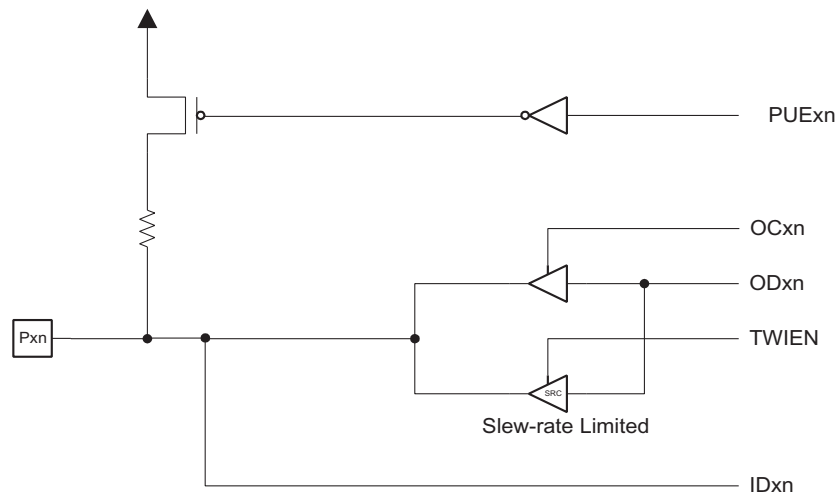 PUExn
OCxn
ODxn
Pxn
TWIEN
SRC
Slew-rate Limited
IDxn